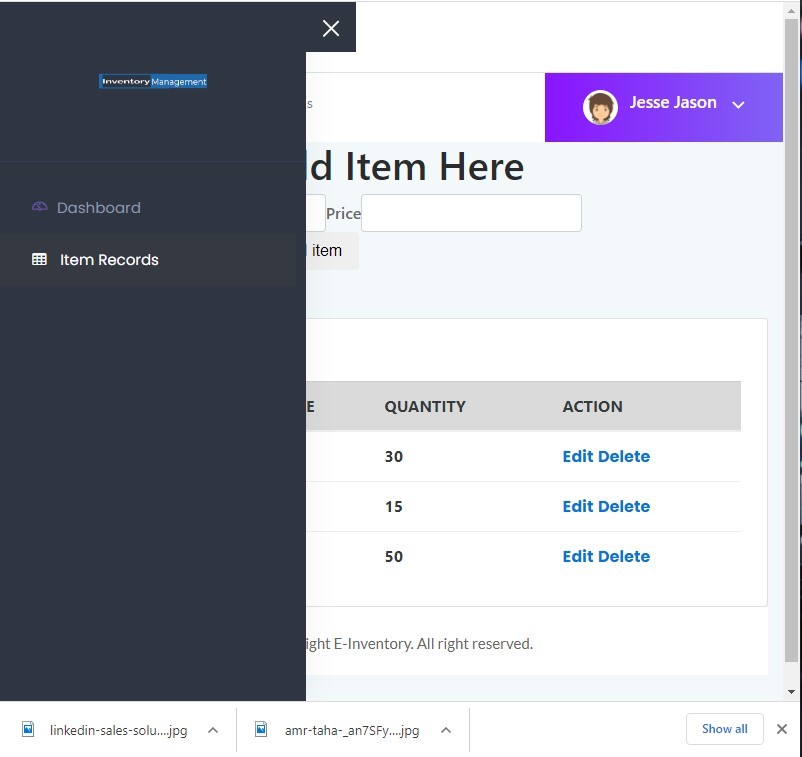 Inventory Management
s
Jesse Jason
d Item Here
Dashboard
Price
item
Item Records
E QUANTITY ACTION
30 Edit Delete
15 Edit Delete
50 Edit Delete
ight E-Inventory. All right reserved.
linkedin-sales-solu....jpg amr-taha-_an7SFy....jpg Show all